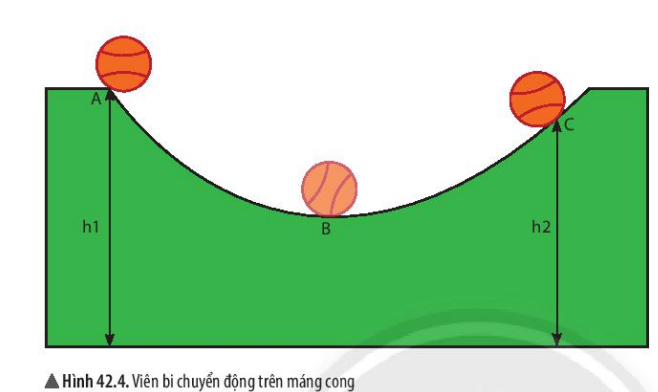 A
C
h1
B
h2
▲ Hình 42.4. Viên bi chuyển động trên máng cong